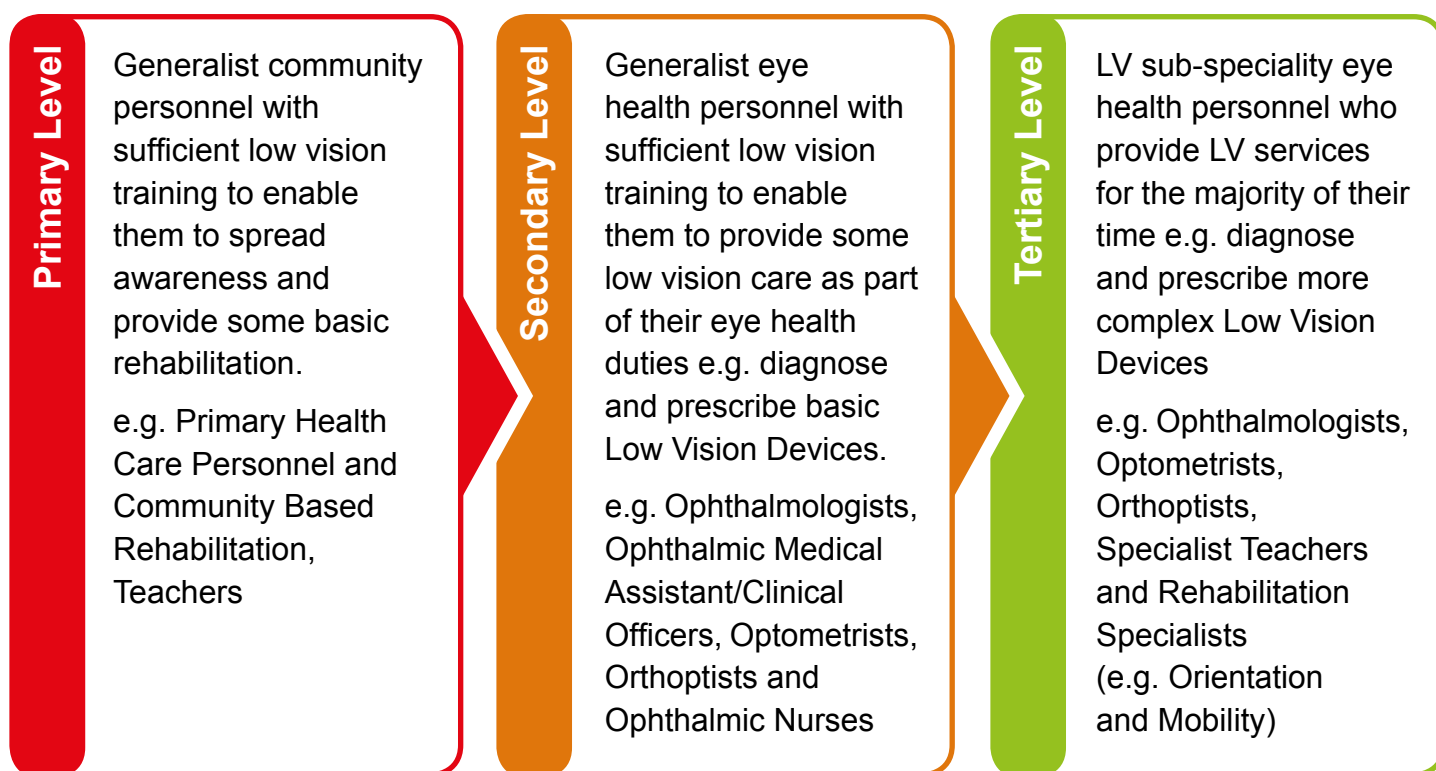 Primary Level
Generalist community
personnel with
sufficient low vision
training to enable
them to spread
awareness and
provide some basic
rehabilitation.
e.g. Primary Health
Care Personnel and
Community Based
Rehabilitation,
Teachers
Secondary Level
Generalist eye
health personnel with
sufficient low vision
training to enable
them to provide some
low vision care as part
of their eye health
duties e.g. diagnose
and prescribe basic
Low Vision Devices.
e.g. Ophthalmologists,
Ophthalmic Medical
Assistant/Clinical
Officers, Optometrists,
Orthoptists and
Ophthalmic Nurses
Tertiary Level
LV sub-speciality eye
health personnel who
provide LV services
for the majority of their
time e.g. diagnose
and prescribe more
complex Low Vision
Devices
e.g. Ophthalmologists,
Optometrists,
Orthoptists,
Specialist Teachers
and Rehabilitation
Specialists
(e.g. Orientation
and Mobility)